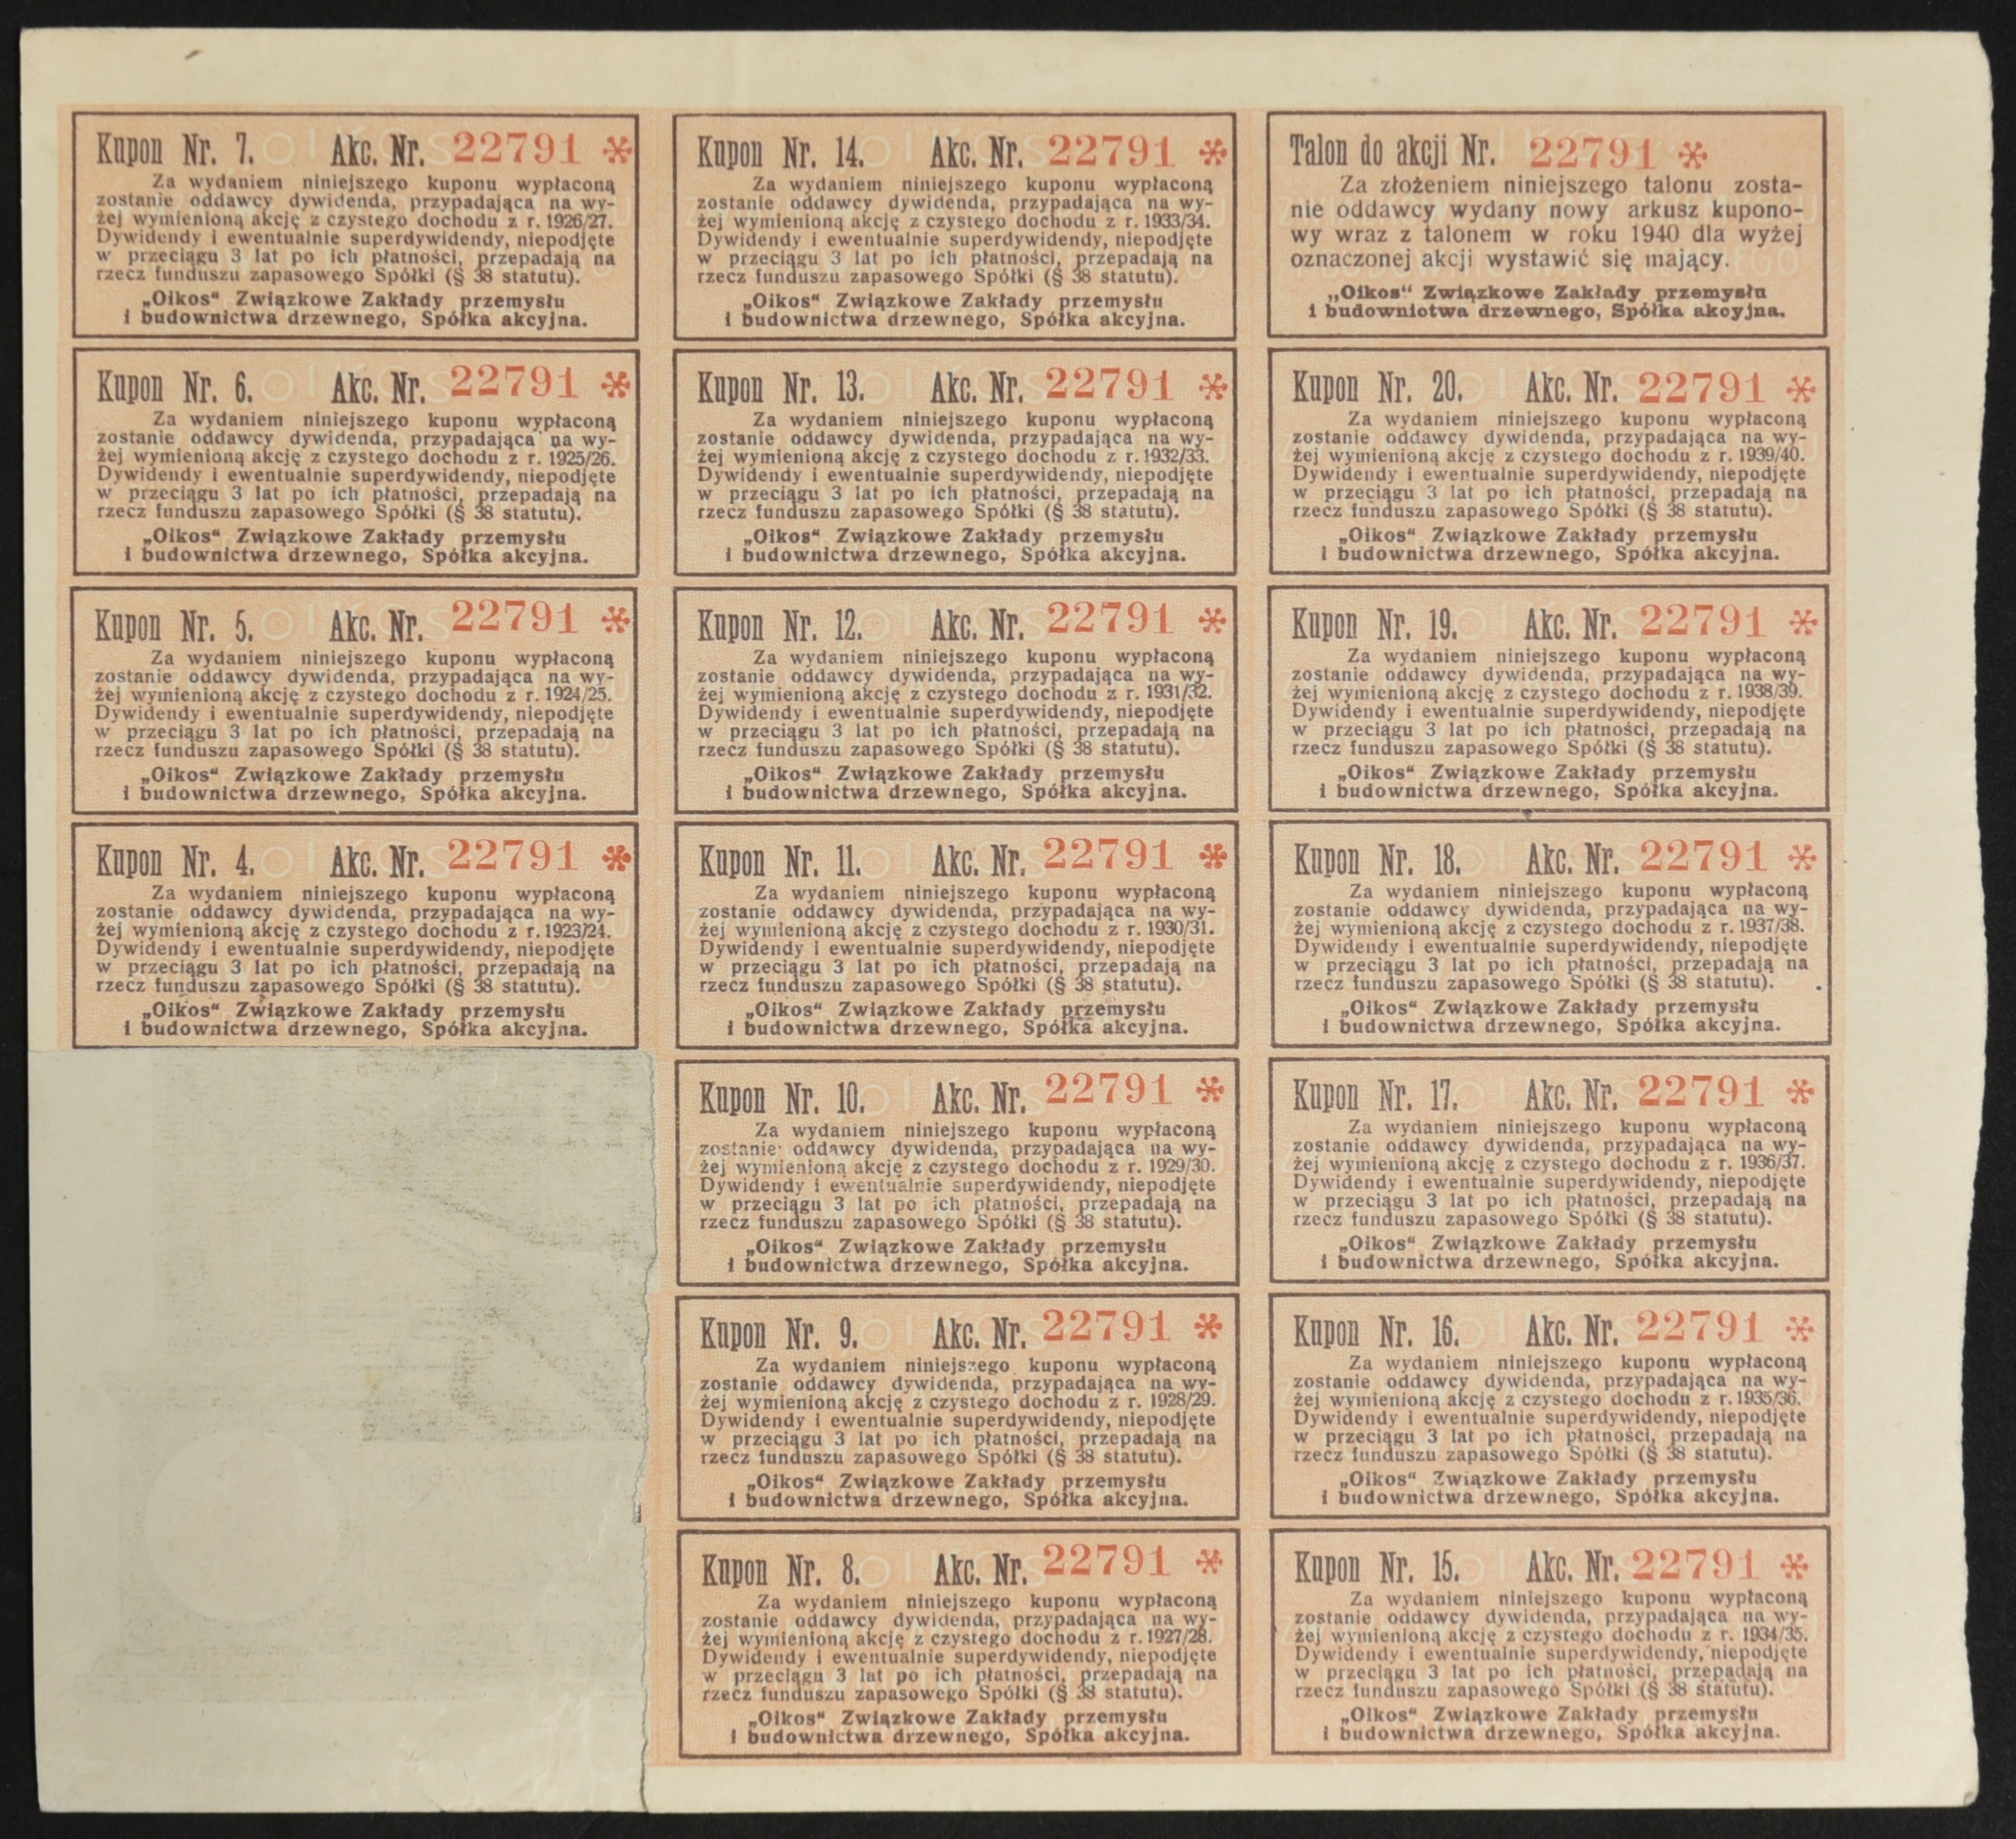 Kupon Nr. 7. Akc. Nr. 22791 *
Za wydaniem niniejszego kuponu wypłaconą
zostanie oddawcy dywidenda, przypadająca na wy-
żej wymienioną akcję z czystego dochodu z r. 1926/27.
Dywidendy i ewentualnie superdywidendy, niepodjęte
w przeciągu 3 lat po ich płatności, przepadają na
rzecz funduszu zapasowego Spółki (§ 38 statutu).
„Oikos“ Związkowe Zakłady przemysłu
i budownictwa drzewnego, Spółka akcyjna.
Kupon Nr. 6. Akc. Nr. 22791 *
Za wydaniem niniejszego kuponu wypłaconą
zostanie oddawcy dywidenda, przypadająca na wy-
żej wymienioną akcję z czystego dochodu z r. 1925/26.
Dywidendy i ewentualnie superdywidendy, niepodjęte
w przeciągu 3 lat po ich płatności, przepadają na
rzecz funduszu zapasowego Spółki (§ 38 statutu).
„Oikos“ Związkowe Zakłady przemysłu
i budownictwa drzewnego, Spółka akcyjna.
Kupon Nr. 5. Akc. Nr. 22791 *
Za wydaniem niniejszego kuponu wypłaconą
zostanie oddawcy dywidenda, przypadająca na wy-
żej wymienioną akcję z czystego dochodu z r. 1924/25.
Dywidendy i ewentualnie superdywidendy, niepodjęte
w przeciągu 3 lat po ich płatności, przepadają na
rzecz funduszu zapasowego Spółki (§ 38 statutu).
„Oikos“ Związkowe Zakłady przemysłu
i budownictwa drzewnego, Spółka akcyjna.
Kupon Nr. 4. Akc. Nr. 22791 *
Za wydaniem niniejszego kuponu wypłaconą
zostanie oddawcy dywidenda, przypadająca na wy-
żej wymienioną akcję z czystego dochodu z r. 1923/24.
Dywidendy i ewentualnie superdywidendy, niepodjęte
w przeciągu 3 lat po ich płatności, przepadają na
rzecz funduszu zapasowego Spółki (§ 38 statutu).
„Oikos“ Związkowe Zakłady przemysłu
i budownictwa drzewnego, Spółka akcyjna.
Kupon Nr. 14. Akc. Nr. 22791 *
Za wydaniem niniejszego kuponu wypłaconą
zostanie oddawcy dywidenda, przypadająca na wy-
żej wymienioną akcję z czystego dochodu z r. 1933/34.
Dywidendy i ewentualnie superdywidendy, niepodjęte
w przeciągu 3 lat po ich płatności, przepadają na
rzecz funduszu zapasowego Spółki (§ 38 statutu).
„Oikos“ Związkowe Zakłady przemysłu
i budownictwa drzewnego, Spółka akcyjna.
Kupon Nr. 13. Akc. Nr. 22791 *
Za wydaniem niniejszego kuponu wypłaconą
zostanie oddawcy dywidenda, przypadająca na wy-
żej wymienioną akcję z czystego dochodu z r. 1932/33.
Dywidendy i ewentualnie superdywidendy, niepodjęte
w przeciągu 3 lat po ich płatności, przepadają na
rzecz funduszu zapasowego Spółki (§ 38 statutu).
„Oikos“ Związkowe Zakłady przemysłu
i budownictwa drzewnego, Spółka akcyjna.
Kupon Nr. 12. Akc. Nr. 22791 *
Za wydaniem niniejszego kuponu wypłaconą
zostanie oddawcy dywidenda, przypadająca na wy-
żej wymienioną akcję z czystego dochodu z r. 1931/32.
Dywidendy i ewentualnie superdywidendy, niepodjęte
w przeciągu 3 lat po ich płatności, przepadają na
rzecz funduszu zapasowego Spółki (§ 38 statutu).
„Oikos“ Związkowe Zakłady przemysłu
i budownictwa drzewnego, Spółka akcyjna.
Kupon Nr. 11. Akc. Nr. 22791 *
Za wydaniem niniejszego kuponu wypłaconą
zostanie oddawcy dywidenda, przypadająca na wy-
żej wymienioną akcję z czystego dochodu z r. 1930/31.
Dywidendy i ewentualnie superdywidendy, niepodjęte
w przeciągu 3 lat po ich płatności, przepadają na
rzecz funduszu zapasowego Spółki (§ 38 statutu).
„Oikos“ Związkowe Zakłady przemysłu
i budownictwa drzewnego, Spółka akcyjna.
Kupon Nr. 10. Akc. Nr. 22791 *
Za wydaniem niniejszego kuponu wypłaconą
zostanie oddawcy dywidenda, przypadająca na wy-
żej wymienioną akcję z czystego dochodu z r. 1929/30.
Dywidendy i ewentualnie superdywidendy, niepodjęte
w przeciągu 3 lat po ich płatności, przepadają na
rzecz funduszu zapasowego Spółki (§ 38 statutu).
„Oikos“ Związkowe Zakłady przemysłu
i budownictwa drzewnego, Spółka akcyjna.
Kupon Nr. 9. Akc. Nr. 22791 *
Za wydaniem niniejszego kuponu wypłaconą
zostanie oddawcy dywidenda, przypadająca na wy-
żej wymienioną akcję z czystego dochodu z r. 1928/29.
Dywidendy i ewentualnie superdywidendy, niepodjęte
w przeciągu 3 lat po ich płatności, przepadają na
rzecz funduszu zapasowego Spółki (§ 38 statutu).
„Oikos“ Związkowe Zakłady przemysłu
i budownictwa drzewnego, Spółka akcyjna.
Kupon Nr. 8. Akc. Nr. 22791 *
Za wydaniem niniejszego kuponu wypłaconą
zostanie oddawcy dywidenda, przypadająca na wy-
żej wymienioną akcję z czystego dochodu z r. 1927/28.
Dywidendy i ewentualnie superdywidendy, niepodjęte
w przeciągu 3 lat po ich płatności, przepadają na
rzecz funduszu zapasowego Spółki (§ 38 statutu).
„Oikos“ Związkowe Zakłady przemysłu
i budownictwa drzewnego, Spółka akcyjna.
Talon do akcji Nr. 22791 *
Za złożeniem niniejszego talonu zosta-
nie oddawcy wydany nowy arkusz kupono-
wy wraz z talonem w roku 1940 dla wyżej
oznaczonej akcji wystawić się mający.
„Oikos“ Związkowe Zakłady przemysłu
i budownictwa drzewnego, Spółka akcyjna.
Kupon Nr. 20. Akc. Nr. 22791 *
Za wydaniem niniejszego kuponu wypłaconą
zostanie oddawcy dywidenda, przypadająca na wy-
żej wymienioną akcję z czystego dochodu z r. 1939/40.
Dywidendy i ewentualnie superdywidendy, niepodjęte
w przeciągu 3 lat po ich płatności, przepadają na
rzecz funduszu zapasowego Spółki (§ 38 statutu).
„Oikos“ Związkowe Zakłady przemysłu
i budownictwa drzewnego, Spółka akcyjna.
Kupon Nr. 19. Akc. Nr. 22791 *
Za wydaniem niniejszego kuponu wypłaconą
zostanie oddawcy dywidenda, przypadająca na wy-
żej wymienioną akcję z czystego dochodu z r. 1938/39.
Dywidendy i ewentualnie superdywidendy, niepodjęte
w przeciągu 3 lat po ich płatności, przepadają na
rzecz funduszu zapasowego Spółki (§ 38 statutu).
„Oikos“ Związkowe Zakłady przemysłu
i budownictwa drzewnego, Spółka akcyjna.
Kupon Nr. 18. Akc. Nr. 22791 *
Za wydaniem niniejszego kuponu wypłaconą
zostanie oddawcy dywidenda, przypadająca na wy-
żej wymienioną akcję z czystego dochodu z r. 1937/38.
Dywidendy i ewentualnie superdywidendy, niepodjęte
w przeciągu 3 lat po ich płatności, przepadają na
rzecz funduszu zapasowego Spółki (§ 38 statutu).
„Oikos“ Związkowe Zakłady przemysłu
i budownictwa drzewnego, Spółka akcyjna.
Kupon Nr. 17. Akc. Nr. 22791 *
Za wydaniem niniejszego kuponu wypłaconą
zostanie oddawcy dywidenda, przypadająca na wy-
żej wymienioną akcję z czystego dochodu z r. 1936/37.
Dywidendy i ewentualnie superdywidendy, niepodjęte
w przeciągu 3 lat po ich płatności, przepadają na
rzecz funduszu zapasowego Spółki (§ 38 statutu).
„Oikos“ Związkowe Zakłady przemysłu
i budownictwa drzewnego, Spółka akcyjna.
Kupon Nr. 16. Akc. Nr. 22791 *
Za wydaniem niniejszego kuponu wypłaconą
zostanie oddawcy dywidenda, przypadająca na wy-
żej wymienioną akcję z czystego dochodu z r. 1935/36.
Dywidendy i ewentualnie superdywidendy, niepodjęte
w przeciągu 3 lat po ich płatności, przepadają na
rzecz funduszu zapasowego Spółki (§ 38 statutu).
„Oikos“ Związkowe Zakłady przemysłu
i budownictwa drzewnego, Spółka akcyjna.
Kupon Nr. 15. Akc. Nr. 22791 *
Za wydaniem niniejszego kuponu wypłaconą
zostanie oddawcy dywidenda, przypadająca na wy-
żej wymienioną akcję z czystego dochodu z r. 1934/35.
Dywidendy i ewentualnie superdywidendy, niepodjęte
w przeciągu 3 lat po ich płatności, przepadają na
rzecz funduszu zapasowego Spółki (§ 38 statutu).
„Oikos“ Związkowe Zakłady przemysłu
i budownictwa drzewnego, Spółka akcyjna.